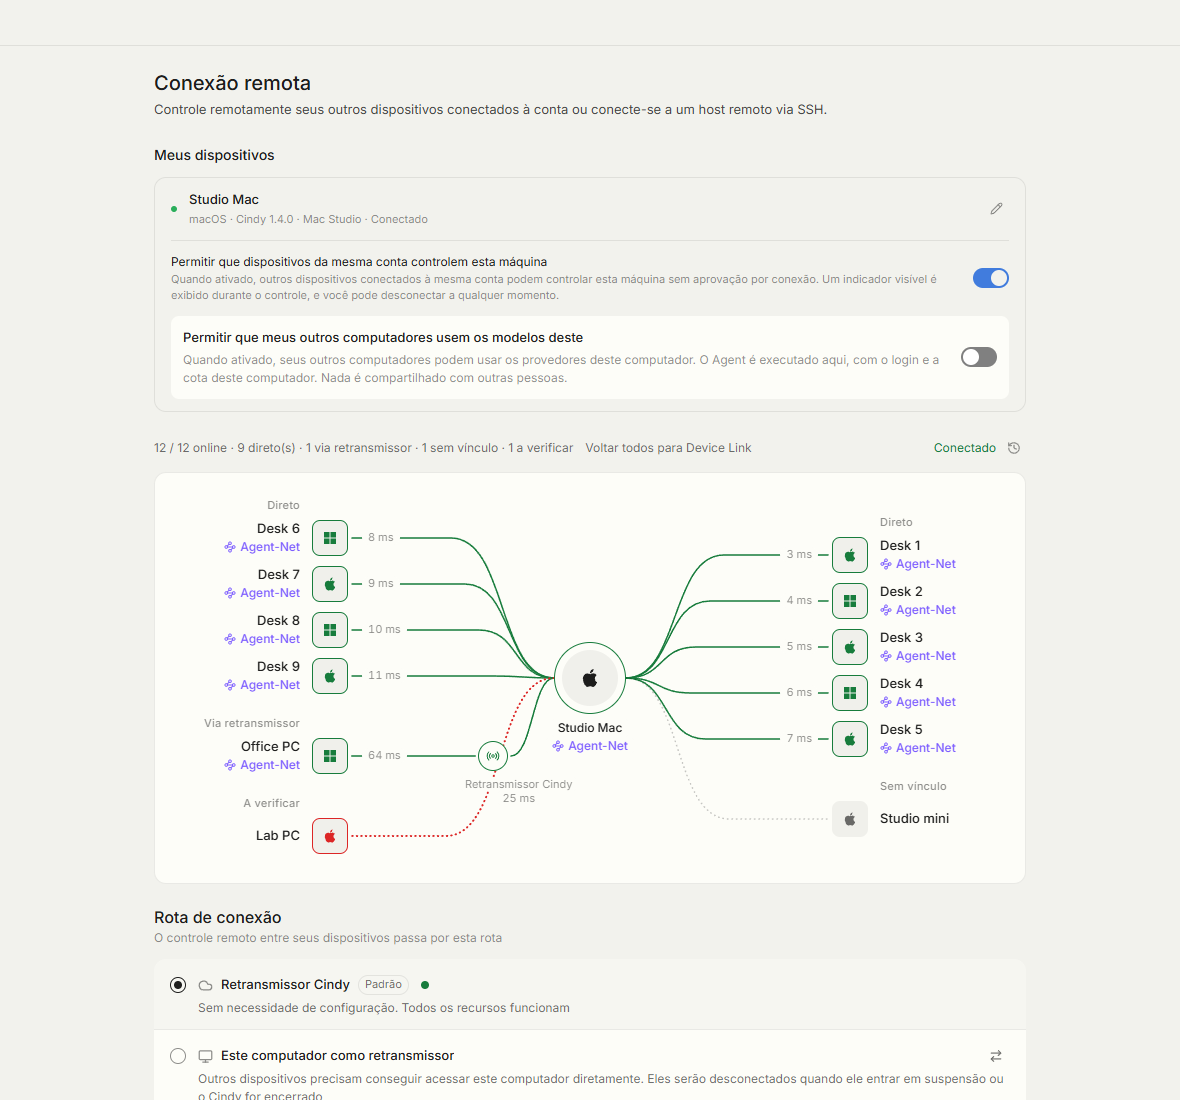 Conexão remota
Controle remotamente seus outros dispositivos conectados à conta ou conecte-se a um host remoto via SSH.
Meus dispositivos
Studio Mac
macOS · Cindy 1.4.0 · Mac Studio · Conectado
Permitir que dispositivos da mesma conta controlem esta máquina
Quando ativado, outros dispositivos conectados à mesma conta podem controlar esta máquina sem aprovação por conexão. Um indicador visível é
exibido durante o controle, e você pode desconectar a qualquer momento.
Permitir que meus outros computadores usem os modelos deste
Quando ativado, seus outros computadores podem usar os provedores deste computador. O Agent é executado aqui, com o login e a
cota deste computador. Nada é compartilhado com outras pessoas.
12 / 12 online · 9 direto(s) · 1 via retransmissor · 1 sem vínculo · 1 a verificar Voltar todos para Device Link
Conectado
Direto
Desk 6
Agent-Net
8 ms
Desk 7
Agent-Net
9 ms
Desk 8
Agent-Net
10 ms
Desk 9
Agent-Net
11 ms
Via retransmissor
Office PC
Agent-Net
64 ms
A verificar
Lab PC
Retransmissor Cindy
25 ms
Studio Mac
Agent-Net
Direto
3 ms
Desk 1
Agent-Net
4 ms
Desk 2
Agent-Net
5 ms
Desk 3
Agent-Net
6 ms
Desk 4
Agent-Net
7 ms
Desk 5
Agent-Net
Sem vínculo
Studio mini
Rota de conexão
O controle remoto entre seus dispositivos passa por esta rota
Retransmissor Cindy Padrão
Sem necessidade de configuração. Todos os recursos funcionam
Este computador como retransmissor
Outros dispositivos precisam conseguir acessar este computador diretamente. Eles serão desconectados quando ele entrar em suspensão ou
o Cindy for encerrado